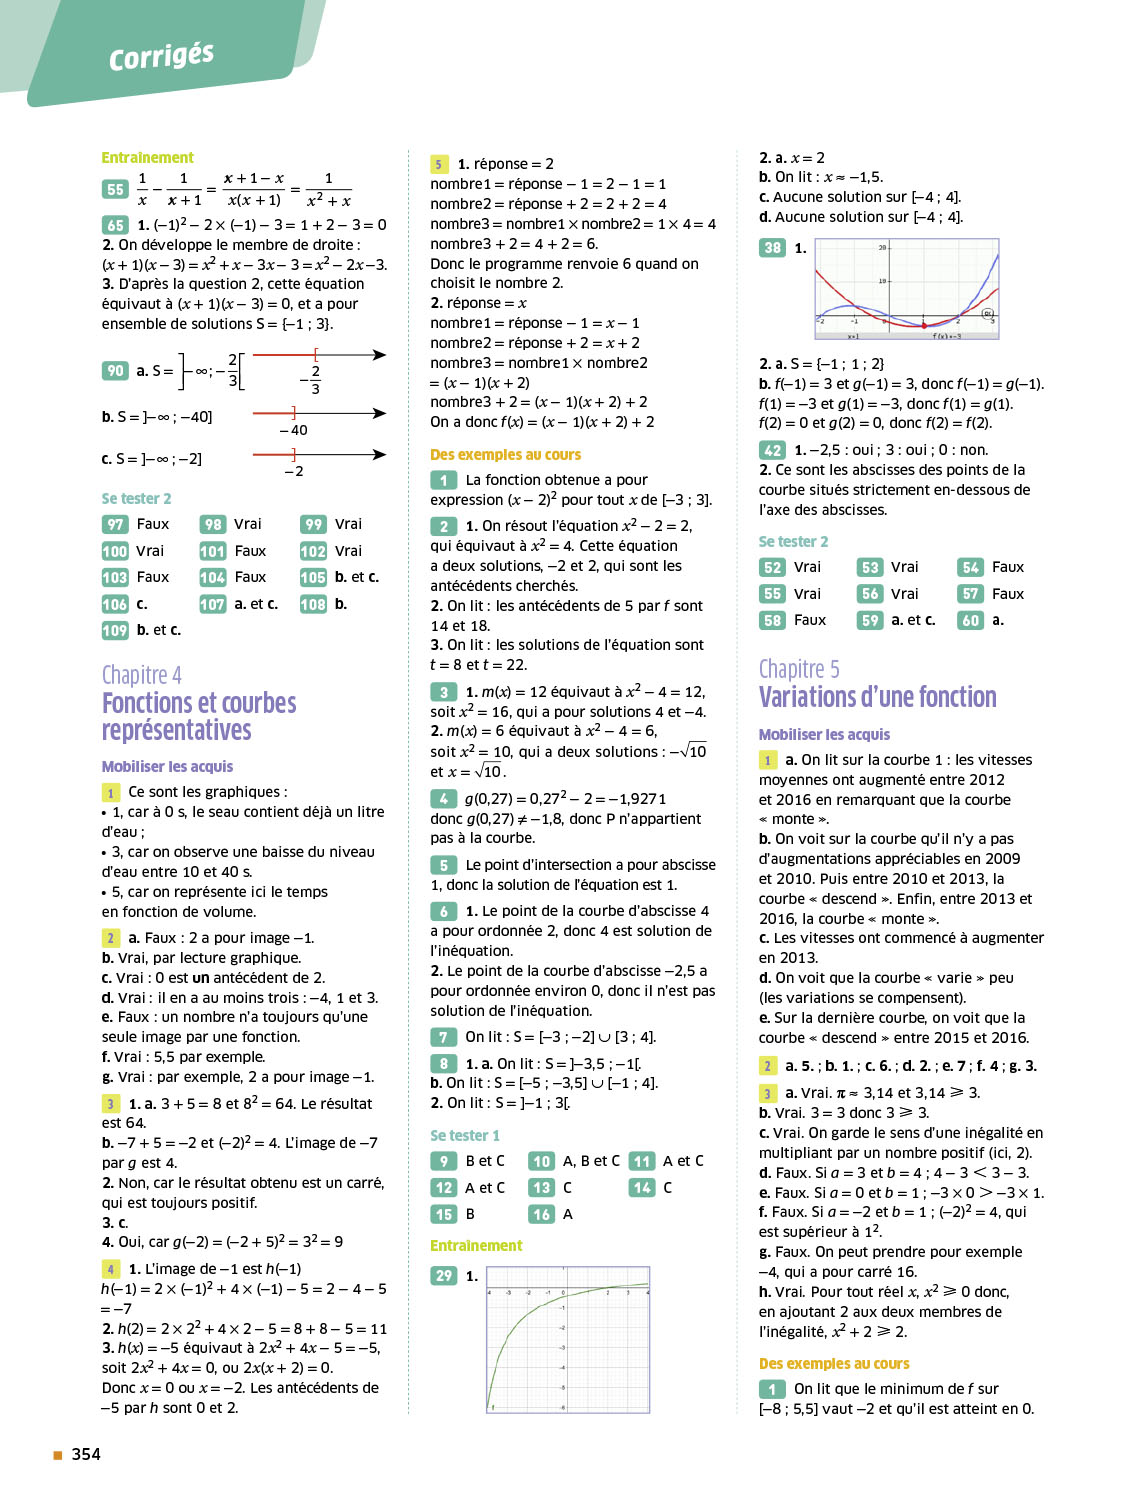 Corrigés
Entraînement
55 1/x − 1/(x + 1) = (x + 1 − x)/(x(x + 1)) = 1/(x² + x)
65 1. (−1)² − 2 × (−1) − 3 = 1 + 2 − 3 = 0
2. On développe le membre de droite :
(x + 1)(x − 3) = x² + x − 3x − 3 = x² − 2x −3.
3. D'après la question 2, cette équation
équivaut à (x + 1)(x − 3) = 0, et a pour
ensemble de solutions S = {−1 ; 3}.
90 a. S = ]−∞ ; −2/3[
−2/3
b. S = ]−∞ ; −40]
−40
c. S = ]−∞ ; −2]
−2
Se tester 2
97 Faux 98 Vrai 99 Vrai
100 Vrai 101 Faux 102 Vrai
103 Faux 104 Faux 105 b. et c.
106 c. 107 a. et c. 108 b.
109 b. et c.
Chapitre 4
Fonctions et courbes
représentatives
Mobiliser les acquis
1 Ce sont les graphiques :
• 1, car à 0 s, le seau contient déjà un litre
d'eau ;
• 3, car on observe une baisse du niveau
d'eau entre 10 et 40 s.
• 5, car on représente ici le temps
en fonction de volume.
2 a. Faux : 2 a pour image −1.
b. Vrai, par lecture graphique.
c. Vrai : 0 est un antécédent de 2.
d. Vrai : il en a au moins trois : −4, 1 et 3.
e. Faux : un nombre n'a toujours qu'une
seule image par une fonction.
f. Vrai : 5,5 par exemple.
g. Vrai : par exemple, 2 a pour image −1.
3 1. a. 3 + 5 = 8 et 8² = 64. Le résultat
est 64.
b. −7 + 5 = −2 et (−2)² = 4. L'image de −7
par g est 4.
2. Non, car le résultat obtenu est un carré,
qui est toujours positif.
3. c.
4. Oui, car g(−2) = (−2 + 5)² = 3² = 9
4 1. L'image de −1 est h(−1)
h(−1) = 2 × (−1)² + 4 × (−1) − 5 = 2 − 4 − 5
= −7
2. h(2) = 2 × 2² + 4 × 2 − 5 = 8 + 8 − 5 = 11
3. h(x) = −5 équivaut à 2x² + 4x − 5 = −5,
soit 2x² + 4x = 0, ou 2x(x + 2) = 0.
Donc x = 0 ou x = −2. Les antécédents de
−5 par h sont 0 et 2.
5 1. réponse = 2
nombre1 = réponse − 1 = 2 − 1 = 1
nombre2 = réponse + 2 = 2 + 2 = 4
nombre3 = nombre1 × nombre2 = 1 × 4 = 4
nombre3 + 2 = 4 + 2 = 6.
Donc le programme renvoie 6 quand on
choisit le nombre 2.
2. réponse = x
nombre1 = réponse − 1 = x − 1
nombre2 = réponse + 2 = x + 2
nombre3 = nombre1 × nombre2
= (x − 1)(x + 2)
nombre3 + 2 = (x − 1)(x + 2) + 2
On a donc f(x) = (x − 1)(x + 2) + 2
Des exemples au cours
1 La fonction obtenue a pour
expression (x − 2)² pour tout x de [−3 ; 3].
2 1. On résout l'équation x² − 2 = 2,
qui équivaut à x² = 4. Cette équation
a deux solutions, −2 et 2, qui sont les
antécédents cherchés.
2. On lit : les antécédents de 5 par f sont
14 et 18.
3. On lit : les solutions de l'équation sont
t = 8 et t = 22.
3 1. m(x) = 12 équivaut à x² − 4 = 12,
soit x² = 16, qui a pour solutions 4 et −4.
2. m(x) = 6 équivaut à x² − 4 = 6,
soit x² = 10, qui a deux solutions : −√10
et x = √10.
4 g(0,27) = 0,27² − 2 = −1,9271
donc g(0,27) ≠ −1,8, donc P n'appartient
pas à la courbe.
5 Le point d'intersection a pour abscisse
1, donc la solution de l'équation est 1.
6 1. Le point de la courbe d'abscisse 4
a pour ordonnée 2, donc 4 est solution de
l'inéquation.
2. Le point de la courbe d'abscisse −2,5 a
pour ordonnée environ 0, donc il n'est pas
solution de l'inéquation.
7 On lit : S = [−3 ; −2] ∪ [3 ; 4].
8 1. a. On lit : S = ]−3,5 ; −1[.
b. On lit : S = [−5 ; −3,5] ∪ [−1 ; 4].
2. On lit : S = ]−1 ; 3[.
Se tester 1
9 B et C 10 A, B et C 11 A et C
12 A et C 13 C 14 C
15 B 16 A
Entraînement
29 1.
-4 -3 -2 -1 0 2 3 4
-1
-2
-3
-4
-5
-6
f
2. a. x = 2
b. On lit : x ≈ −1,5.
c. Aucune solution sur [−4 ; 4].
d. Aucune solution sur [−4 ; 4].
38 1.
20
10
-2 -1 0 1 2 3
x=1 f(x)=-3
2. a. S = {−1 ; 1 ; 2}
b. f(−1) = 3 et g(−1) = 3, donc f(−1) = g(−1).
f(1) = −3 et g(1) = −3, donc f(1) = g(1).
f(2) = 0 et g(2) = 0, donc f(2) = f(2).
42 1. −2,5 : oui ; 3 : oui ; 0 : non.
2. Ce sont les abscisses des points de la
courbe situés strictement en-dessous de
l'axe des abscisses.
Se tester 2
52 Vrai 53 Vrai 54 Faux
55 Vrai 56 Vrai 57 Faux
58 Faux 59 a. et c. 60 a.
Chapitre 5
Variations d'une fonction
Mobiliser les acquis
1 a. On lit sur la courbe 1 : les vitesses
moyennes ont augmenté entre 2012
et 2016 en remarquant que la courbe
« monte ».
b. On voit sur la courbe qu'il n'y a pas
d'augmentations appréciables en 2009
et 2010. Puis entre 2010 et 2013, la
courbe « descend ». Enfin, entre 2013 et
2016, la courbe « monte ».
c. Les vitesses ont commencé à augmenter
en 2013.
d. On voit que la courbe « varie » peu
(les variations se compensent).
e. Sur la dernière courbe, on voit que la
courbe « descend » entre 2015 et 2016.
2 a. 5. ; b. 1. ; c. 6. ; d. 2. ; e. 7 ; f. 4 ; g. 3.
3 a. Vrai. π ≈ 3,14 et 3,14 ⩾ 3.
b. Vrai. 3 = 3 donc 3 ⩾ 3.
c. Vrai. On garde le sens d'une inégalité en
multipliant par un nombre positif (ici, 2).
d. Faux. Si a = 3 et b = 4 ; 4 − 3 < 3 − 3.
e. Faux. Si a = 0 et b = 1 ; −3 × 0 > −3 × 1.
f. Faux. Si a = −2 et b = 1 ; (−2)² = 4, qui
est supérieur à 1².
g. Faux. On peut prendre pour exemple
−4, qui a pour carré 16.
h. Vrai. Pour tout réel x, x² ⩾ 0 donc,
en ajoutant 2 aux deux membres de
l'inégalité, x² + 2 ⩾ 2.
Des exemples au cours
1 On lit que le minimum de f sur
[−8 ; 5,5] vaut −2 et qu'il est atteint en 0.
354